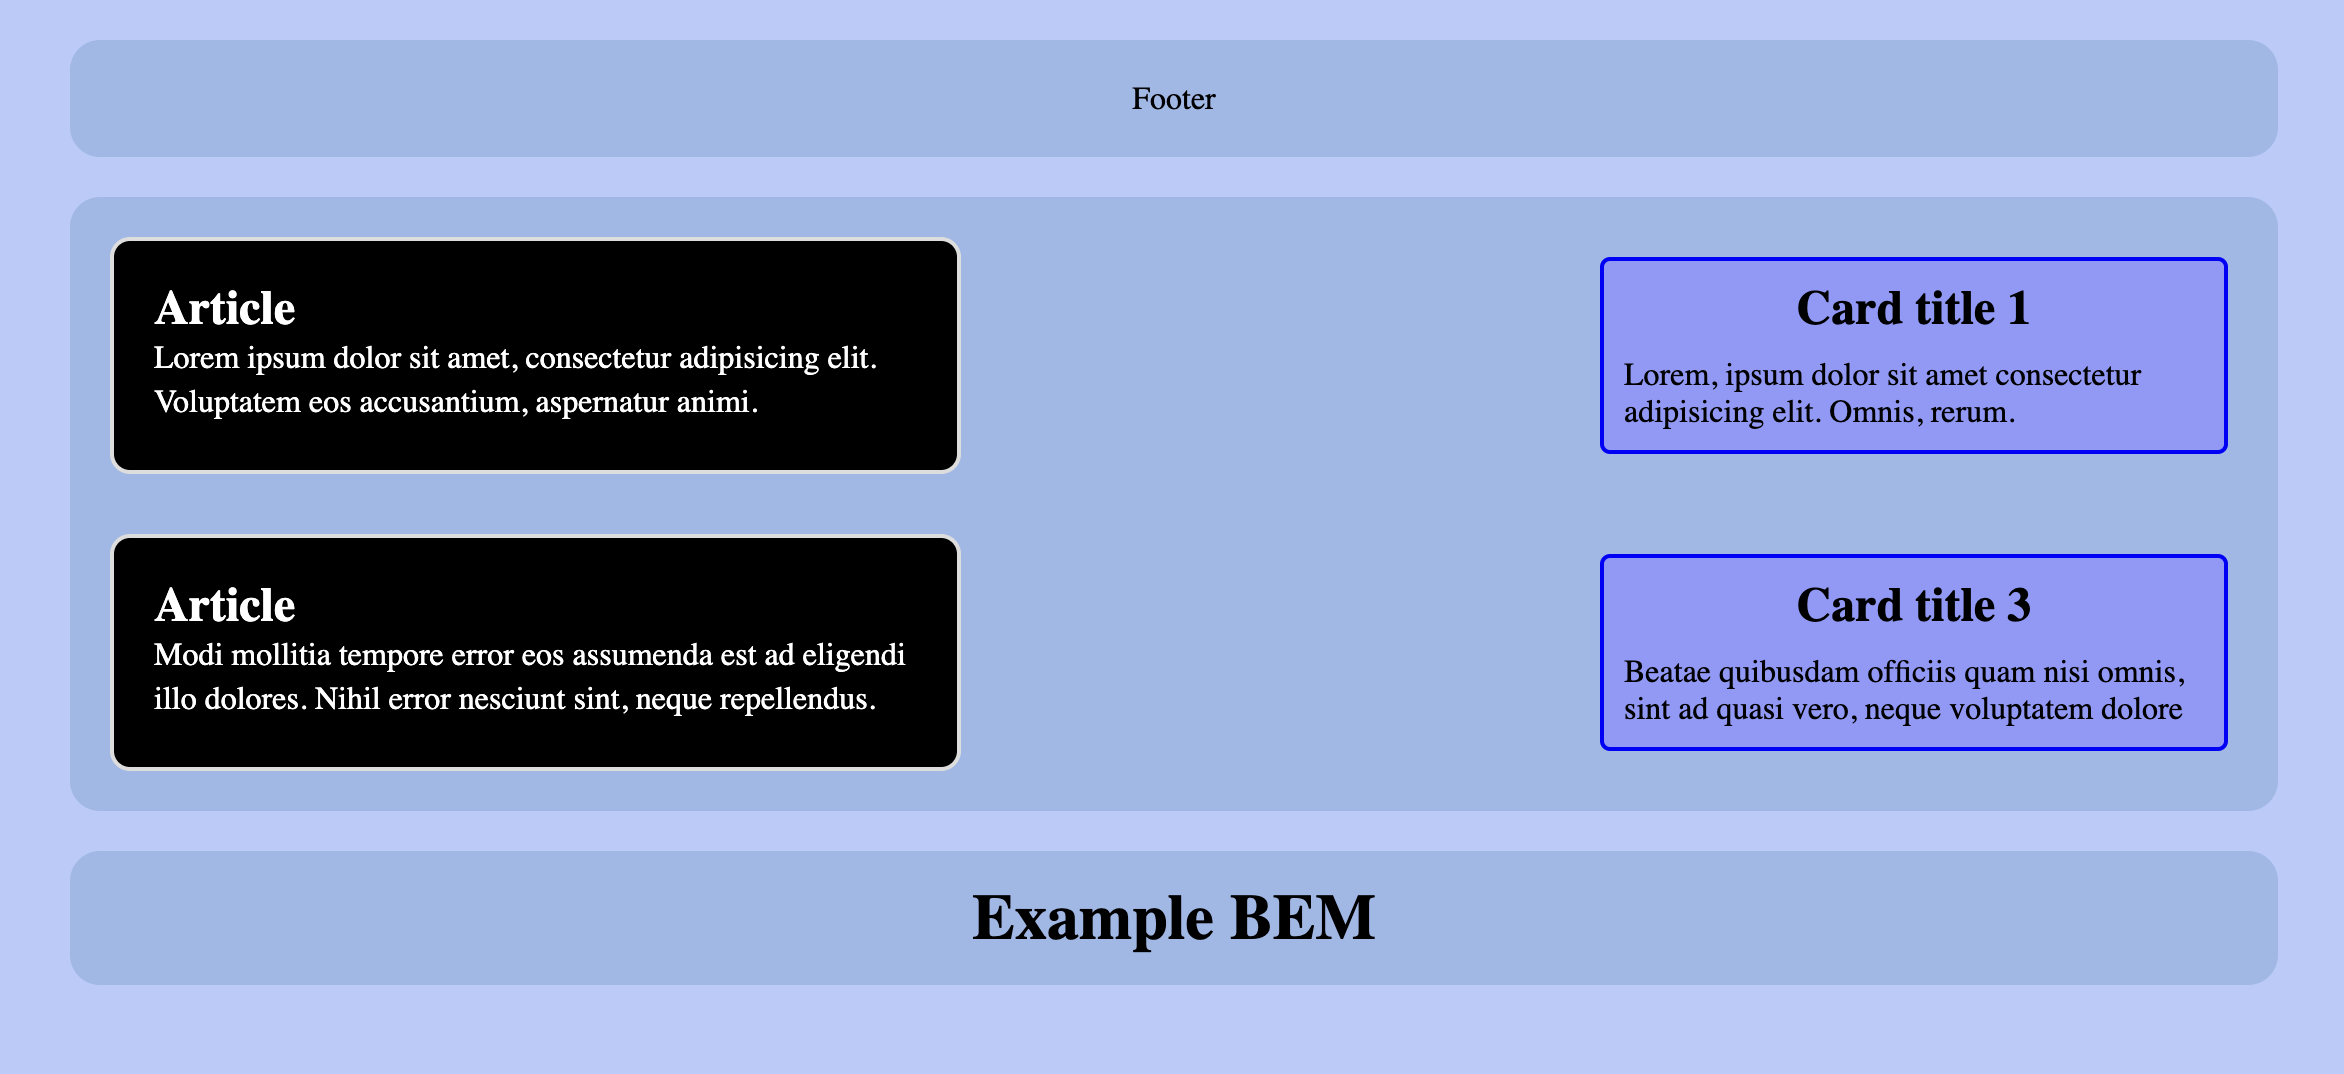 Footer
Article
Lorem ipsum dolor sit amet, consectetur adipisicing elit.
Voluptatem eos accusantium, aspernatur animi.
Card title 1
Lorem, ipsum dolor sit amet consectetur
adipisicing elit. Omnis, rerum.
Article
Modi mollitia tempore error eos assumenda est ad eligendi
illo dolores. Nihil error nesciunt sint, neque repellendus.
Card title 3
Beatae quibusdam officiis quam nisi omnis,
sint ad quasi vero, neque voluptatem dolore
Example BEM